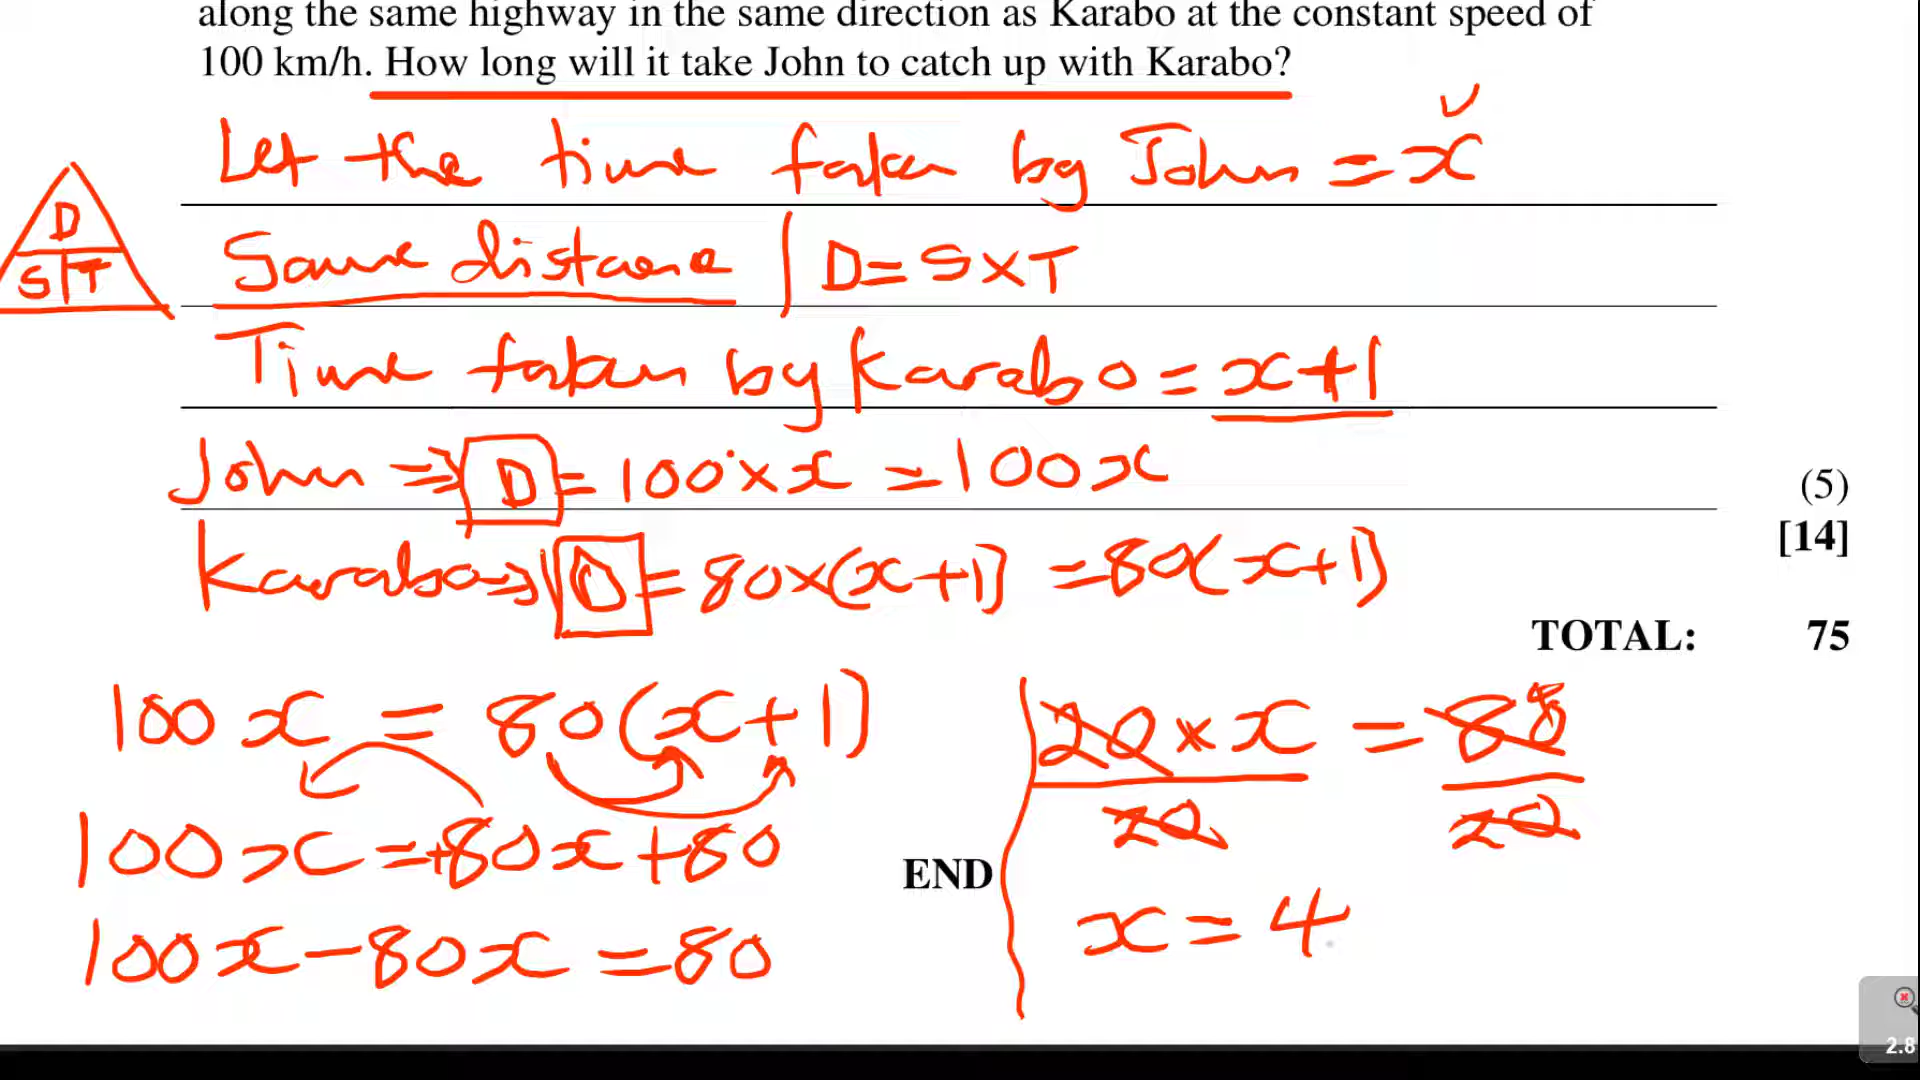 along the same highway in the same direction as Karabo at the constant speed of
100 km/h. How long will it take John to catch up with Karabo?
Let the time taken by John = x
D
S T
Same distance | D = S × T
Time taken by Karabo = x + 1
John ⇒ D = 100 × x = 100x
(5)
Karabo ⇒ D = 80 × (x + 1) = 80(x + 1)
[14]
TOTAL: 75
100x = 80(x + 1)
100x = +80x + 80
100x − 80x = 80
END
20 × x = 80
20 20
x = 4
2.8